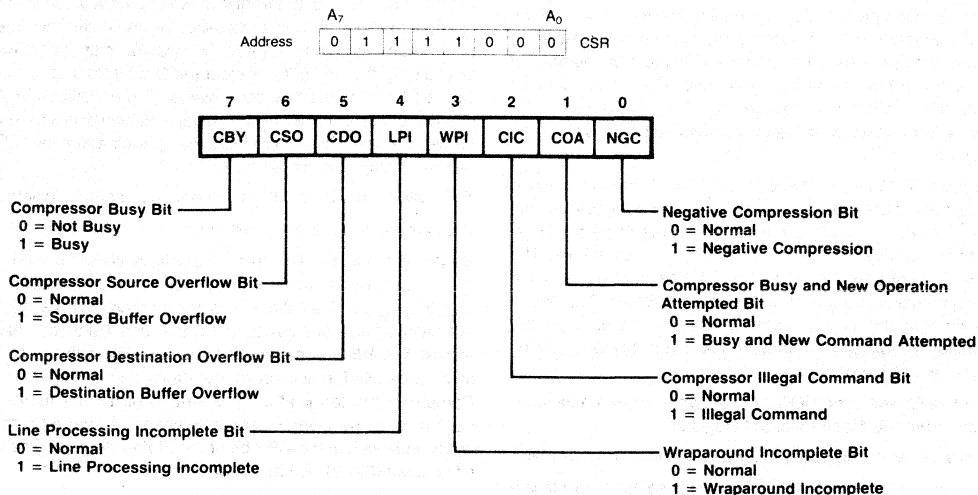 A7 A0
Address 0 1 1 1 1 0 0 0 CSR
7 6 5 4 3 2 1 0
CBY CSO CDO LPI WPI CIC COA NGC
Compressor Busy Bit
0 = Not Busy
1 = Busy
Compressor Source Overflow Bit
0 = Normal
1 = Source Buffer Overflow
Compressor Destination Overflow Bit
0 = Normal
1 = Destination Buffer Overflow
Line Processing Incomplete Bit
0 = Normal
1 = Line Processing Incomplete
Negative Compression Bit
0 = Normal
1 = Negative Compression
Compressor Busy and New Operation
Attempted Bit
0 = Normal
1 = Busy and New Command Attempted
Compressor Illegal Command Bit
0 = Normal
1 = Illegal Command
Wraparound Incomplete Bit
0 = Normal
1 = Wraparound Incomplete